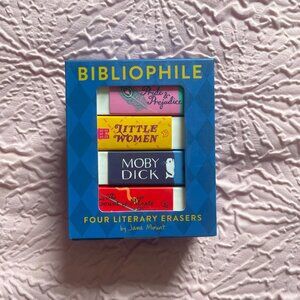 BIBLIOPHILE
Pride &
Prejudice
LITTLE
WOMEN
MOBY
DICK
FOUR LITERARY ERASERS
by Jane Mount